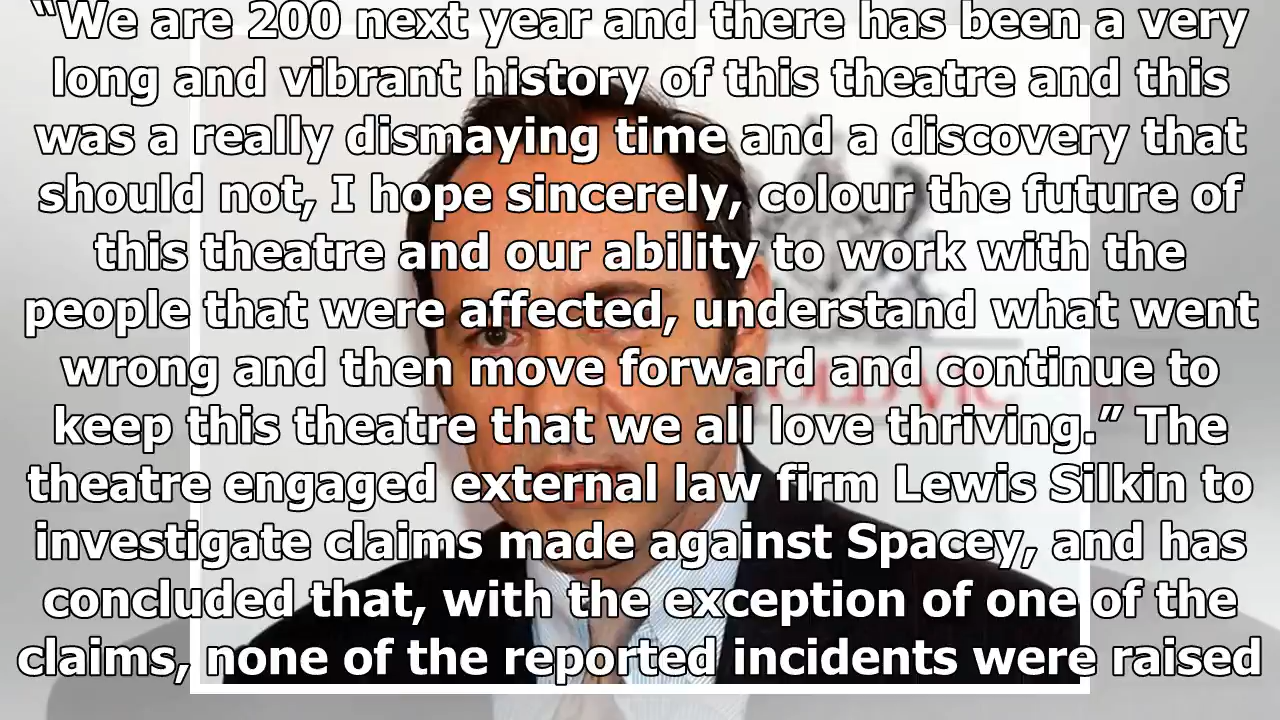 “We are 200 next year and there has been a very
long and vibrant history of this theatre and this
was a really dismaying time and a discovery that
should not, I hope sincerely, colour the future of
this theatre and our ability to work with the
people that were affected, understand what went
wrong and then move forward and continue to
keep this theatre that we all love thriving.” The
theatre engaged external law firm Lewis Silkin to
investigate claims made against Spacey, and has
concluded that, with the exception of one of the
claims, none of the reported incidents were raised